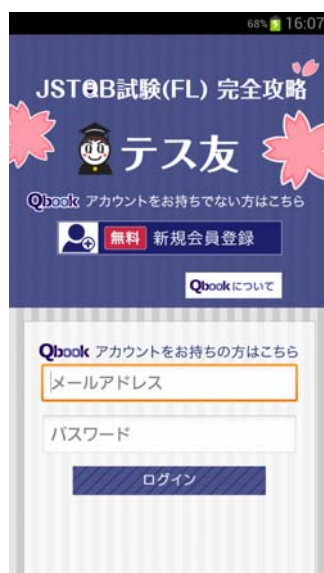 68% 16:07
JSTQB試験(FL) 完全攻略
テス友
Qbook アカウントをお持ちでない方はこちら
無料 新規会員登録
Qbookについて
Qbook アカウントをお持ちの方はこちら
メールアドレス
パスワード
ログイン